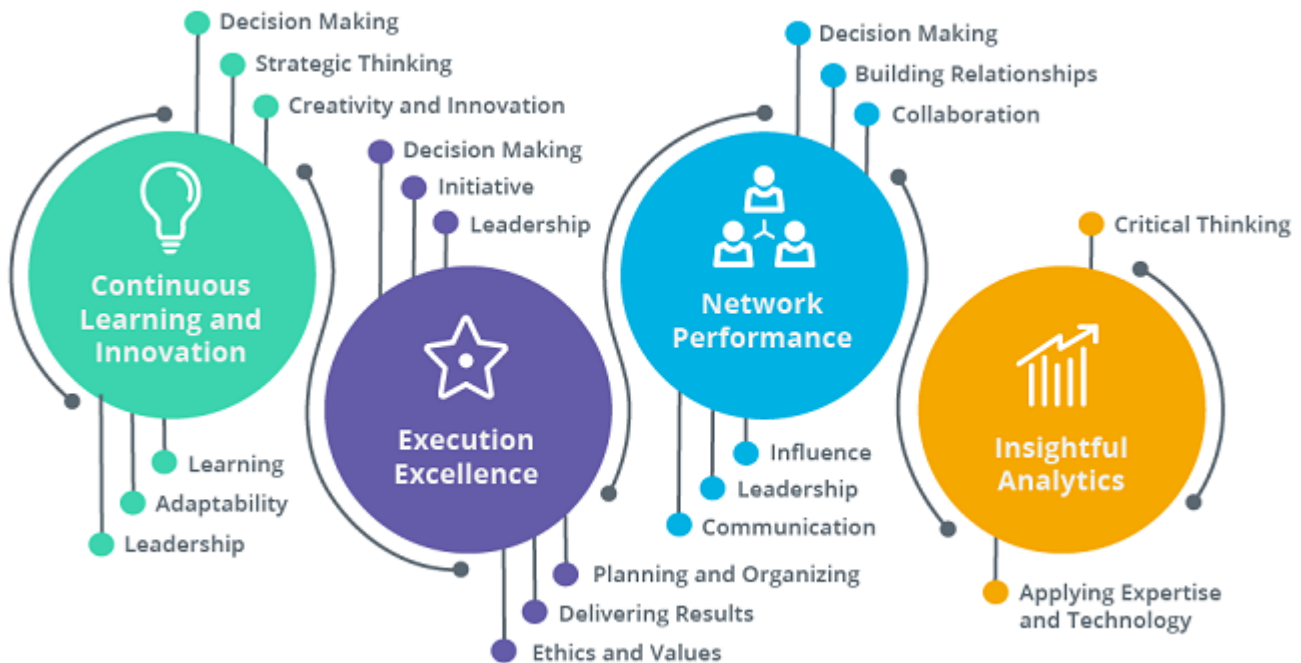 Decision Making
Strategic Thinking
Creativity and Innovation
Continuous
Learning and
Innovation
Learning
Adaptability
Leadership
Decision Making
Initiative
Leadership
Execution
Excellence
Planning and Organizing
Delivering Results
Ethics and Values
Decision Making
Building Relationships
Collaboration
Network
Performance
Influence
Leadership
Communication
Critical Thinking
Insightful
Analytics
Applying Expertise
and Technology